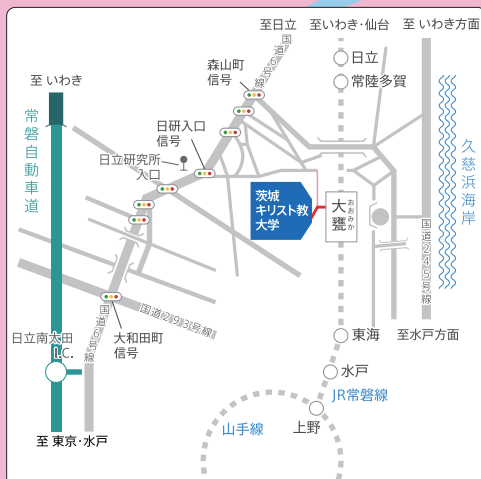 至日立
至いわき・仙台
至 いわき方面
国道6号線
森山町
信号
日立
常陸多賀
至 いわき
常磐自動車道
日研入口
信号
日立研究所
入口
久慈浜海岸
茨城
キリスト教
大学
大甕
おおみか
国道245号線
国道293号線
日立南太田
I.C.
国道6号線
大和田町
信号
東海
至水戸方面
水戸
JR常磐線
至 東京・水戸
山手線
上野